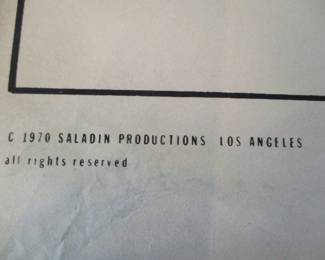 C 1970 SALADIN PRODUCTIONS LOS ANGELES
all rights reserved